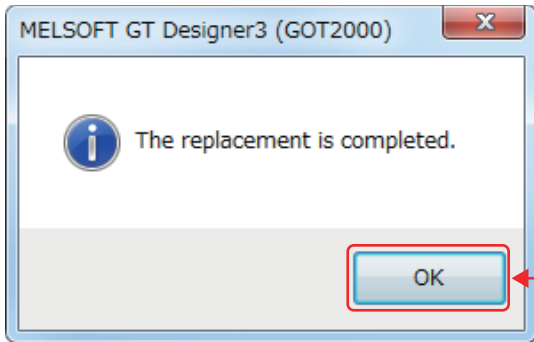 MELSOFT GT Designer3 (GOT2000)
The replacement is completed.
OK